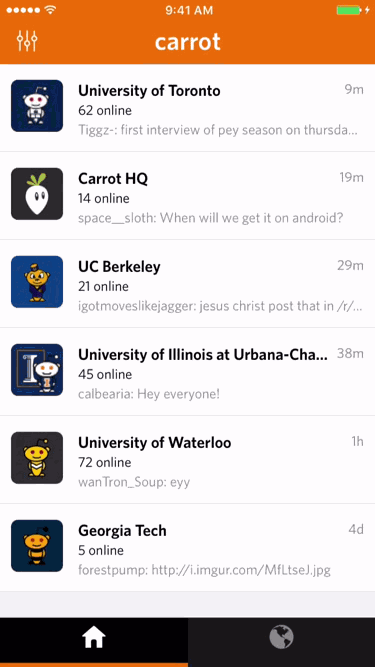 9:41 AM
carrot
University of Toronto 9m
62 online
Tiggz-: first interview of pey season on thursda...
Carrot HQ 19m
14 online
space__sloth: When will we get it on android?
UC Berkeley 29m
21 online
igotmoveslikejagger: jesus christ post that in /r/...
University of Illinois at Urbana-Cha... 38m
45 online
calbearia: Hey everyone!
University of Waterloo 1h
72 online
wanTron_Soup: eyy
Georgia Tech 4d
5 online
forestpump: http://i.imgur.com/MfLtseJ.jpg